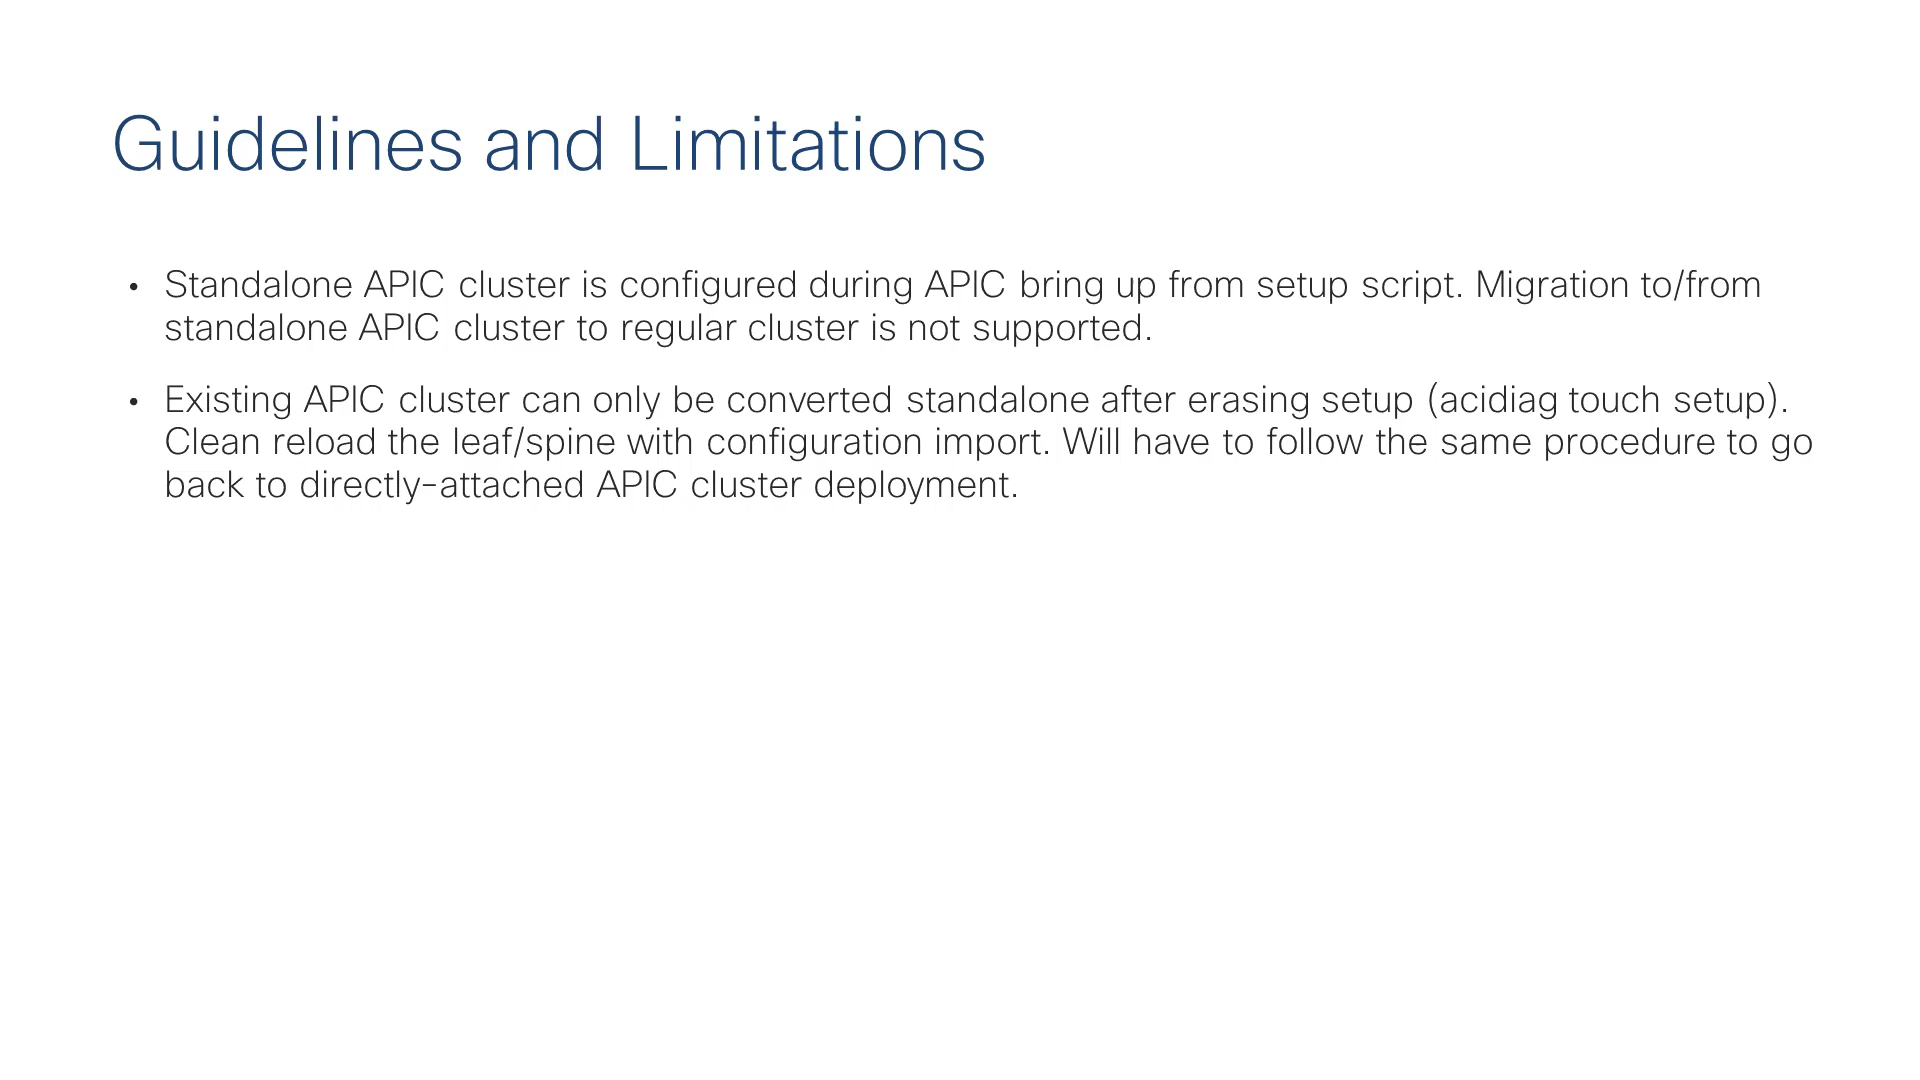 Guidelines and Limitations
• Standalone APIC cluster is configured during APIC bring up from setup script. Migration to/from
standalone APIC cluster to regular cluster is not supported.
• Existing APIC cluster can only be converted standalone after erasing setup (acidiag touch setup).
Clean reload the leaf/spine with configuration import. Will have to follow the same procedure to go
back to directly-attached APIC cluster deployment.